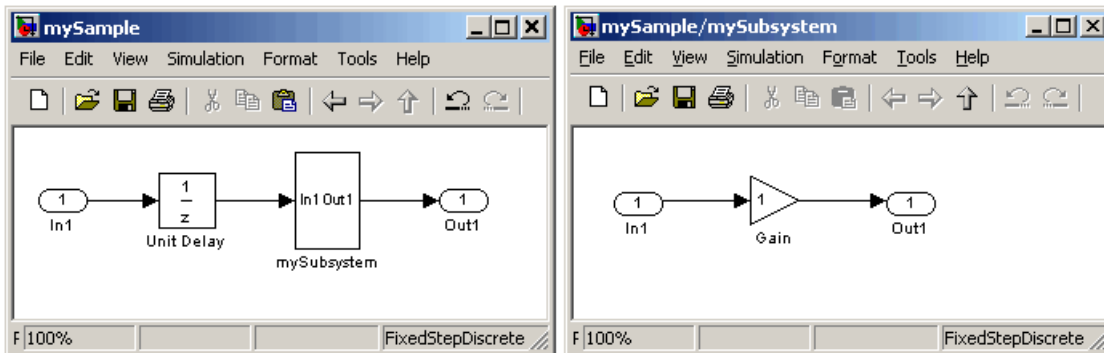 mySample
File Edit View Simulation Format Tools Help
1
In1
1
z
Unit Delay
In1 Out1
mySubsystem
1
Out1
F 100%
FixedStepDiscrete
mySample/mySubsystem
File Edit View Simulation Format Tools Help
1
In1
1
Gain
1
Out1
F 100%
FixedStepDiscrete